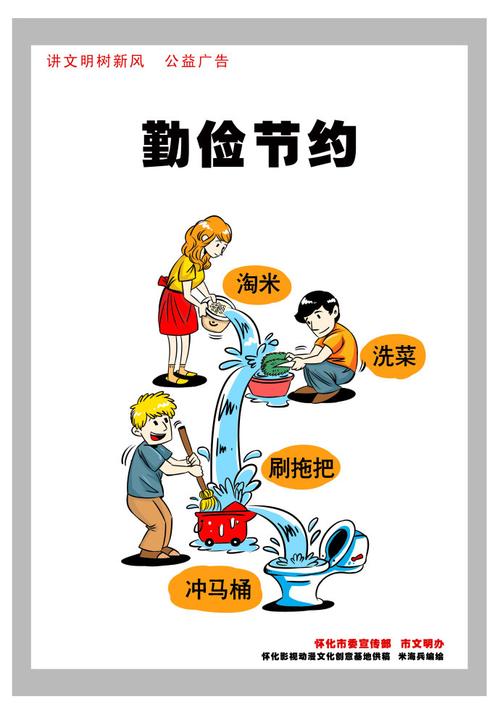 讲文明树新风 公益广告
勤俭节约
淘米
洗菜
刷拖把
冲马桶
怀化市委宣传部 市文明办
怀化影视动漫文化创意基地供稿 米海兵编绘